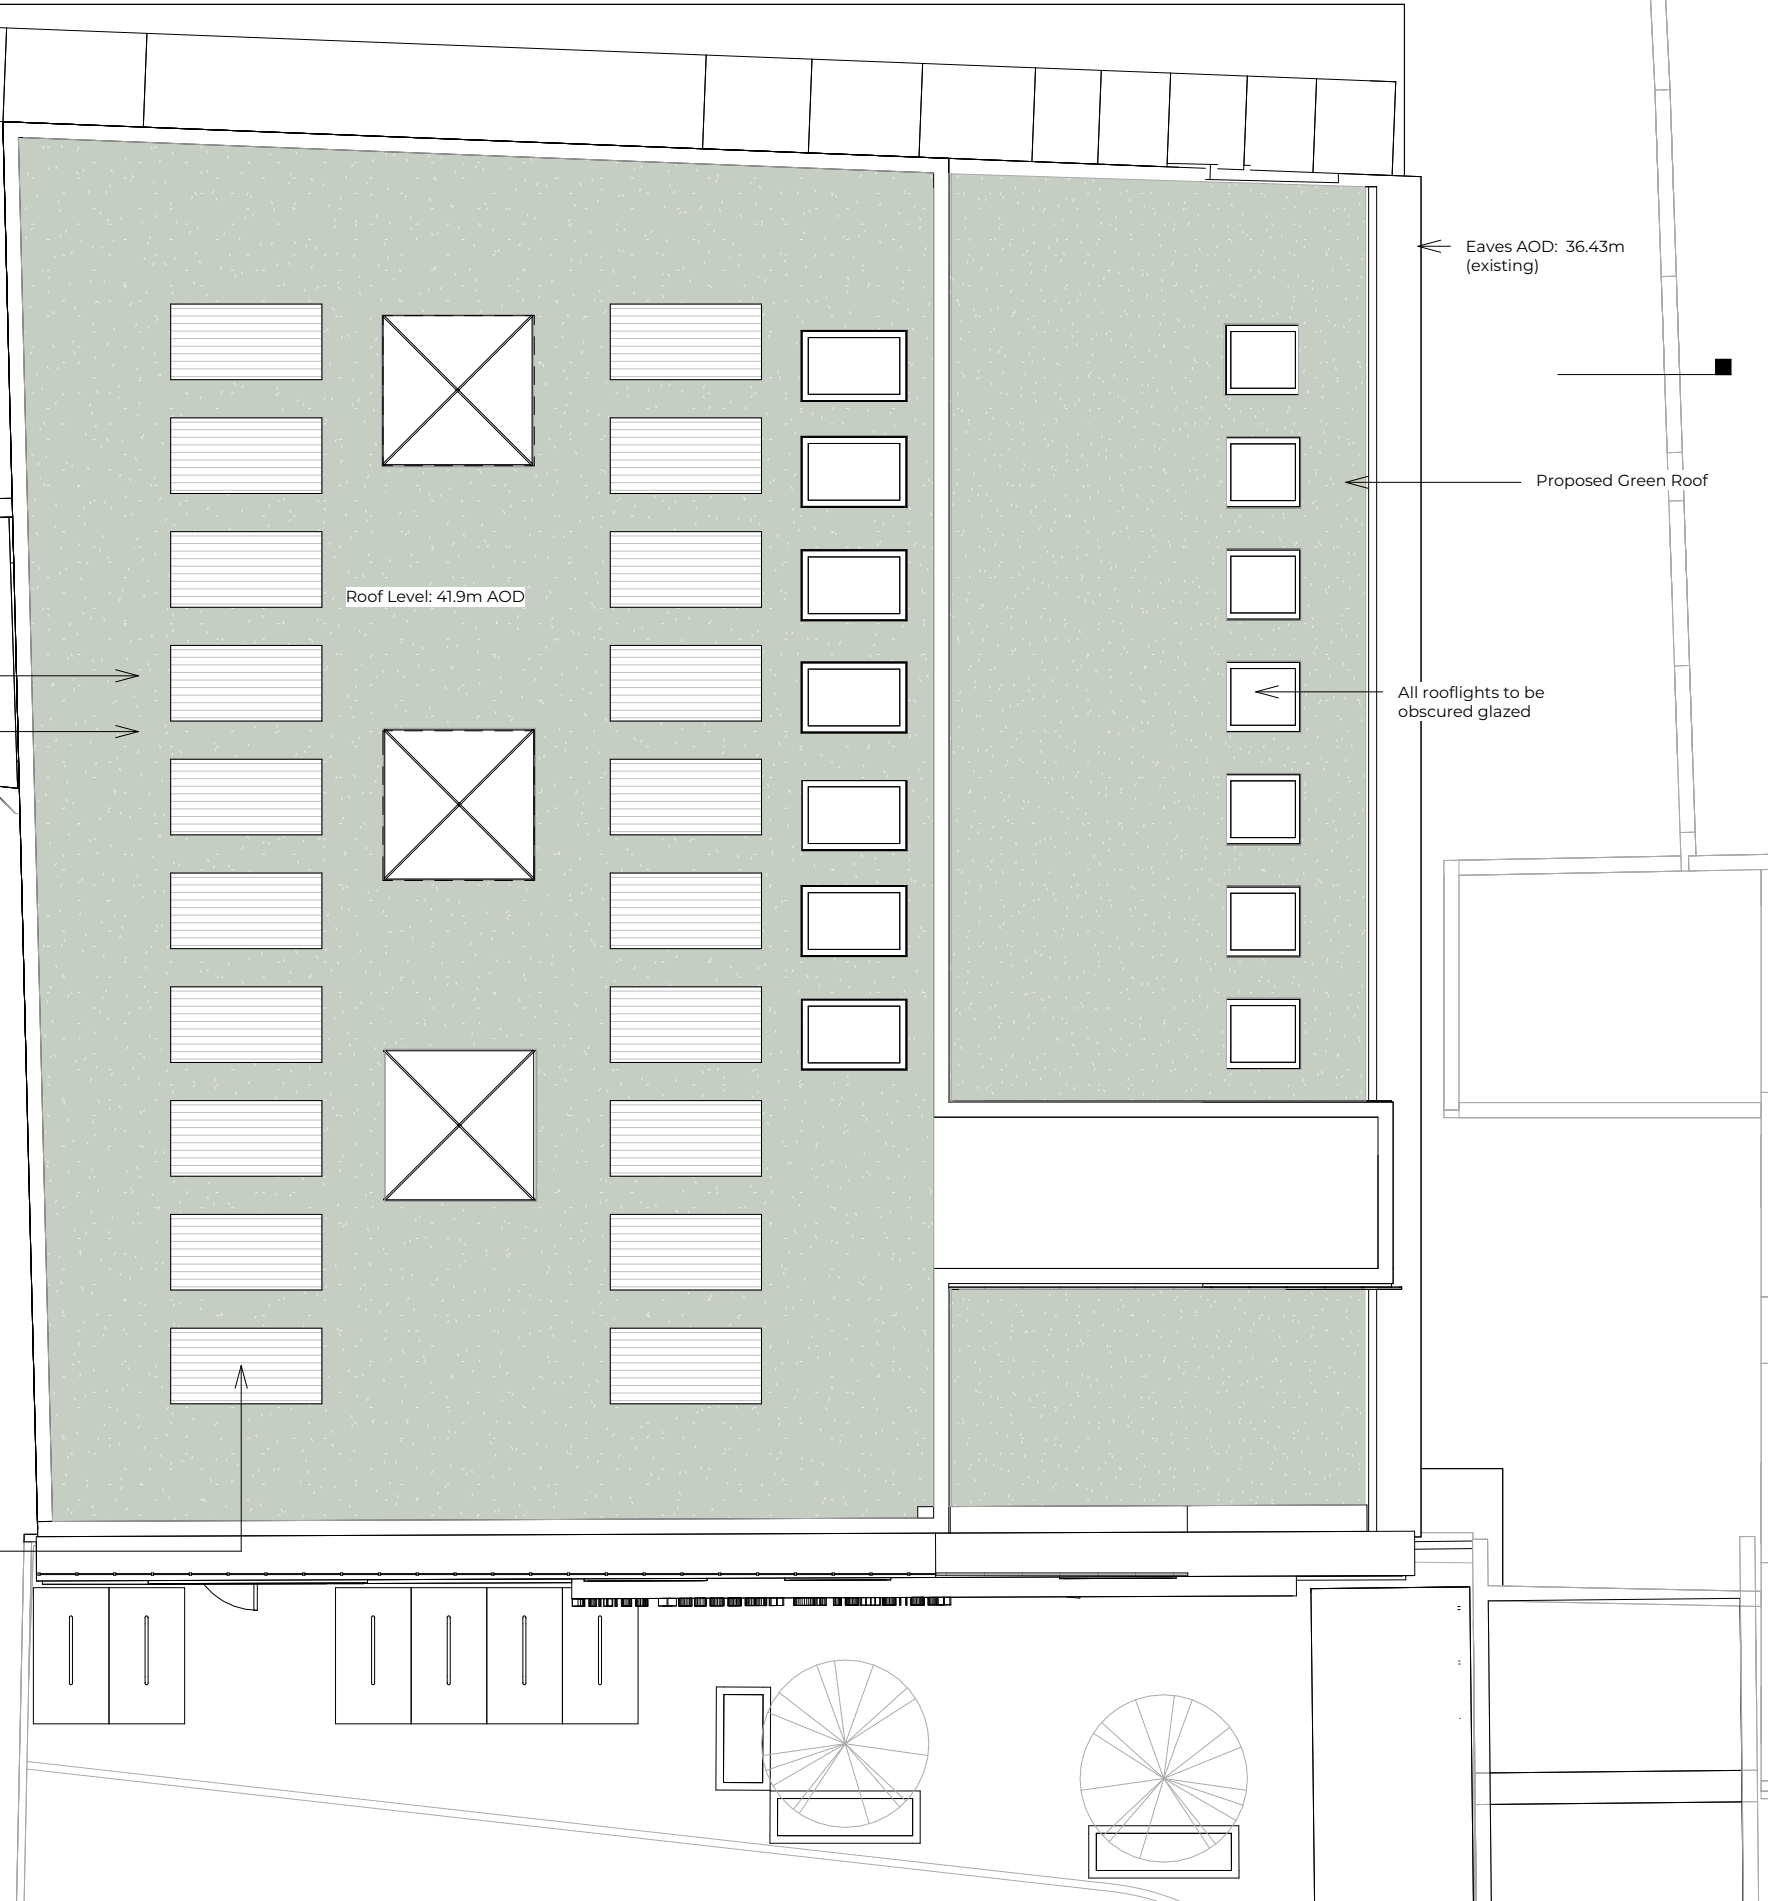 Eaves AOD: 36.43m
(existing)
Proposed Green Roof
Roof Level: 41.9m AOD
All rooflights to be
obscured glazed